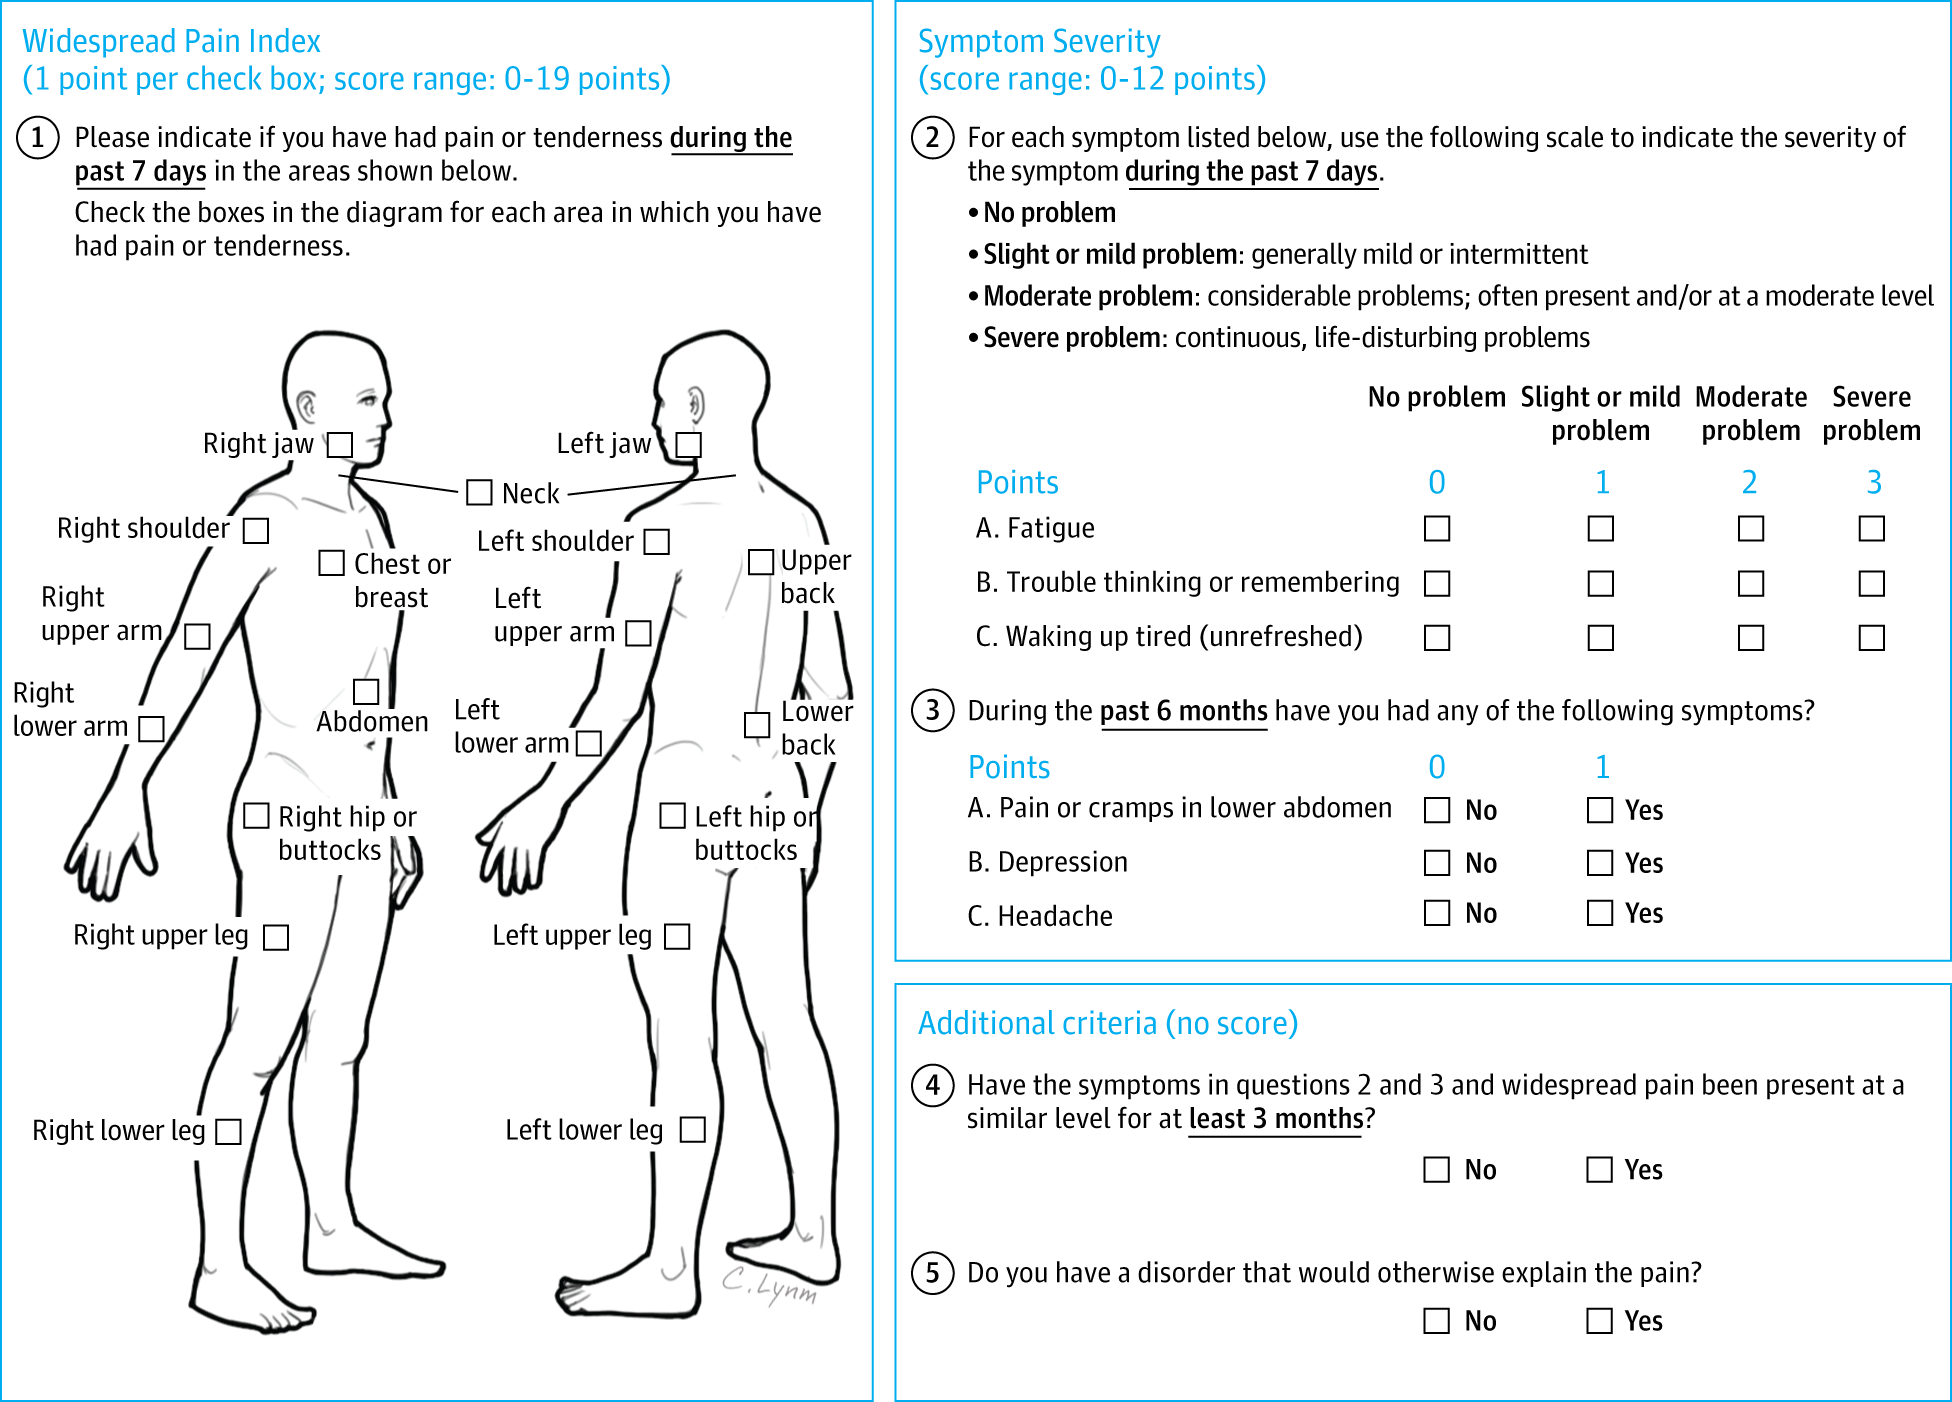 Widespread Pain Index
(1 point per check box; score range: 0-19 points)
1 Please indicate if you have had pain or tenderness during the
past 7 days in the areas shown below.
Check the boxes in the diagram for each area in which you have
had pain or tenderness.
Right jaw
Left jaw
Neck
Right shoulder
Left shoulder
Chest or
breast
Upper
back
Right
upper arm
Left
upper arm
Right
lower arm
Abdomen
Left
lower arm
Lower
back
Right hip or
buttocks
Left hip or
buttocks
Right upper leg
Left upper leg
Right lower leg
Left lower leg
C. Lynm
Symptom Severity
(score range: 0-12 points)
2 For each symptom listed below, use the following scale to indicate the severity of
the symptom during the past 7 days.
• No problem
• Slight or mild problem: generally mild or intermittent
• Moderate problem: considerable problems; often present and/or at a moderate level
• Severe problem: continuous, life-disturbing problems
No problem Slight or mild problem Moderate problem Severe problem
Points 0 1 2 3
A. Fatigue
B. Trouble thinking or remembering
C. Waking up tired (unrefreshed)
3 During the past 6 months have you had any of the following symptoms?
Points 0 1
A. Pain or cramps in lower abdomen No Yes
B. Depression No Yes
C. Headache No Yes
Additional criteria (no score)
4 Have the symptoms in questions 2 and 3 and widespread pain been present at a
similar level for at least 3 months?
No Yes
5 Do you have a disorder that would otherwise explain the pain?
No Yes